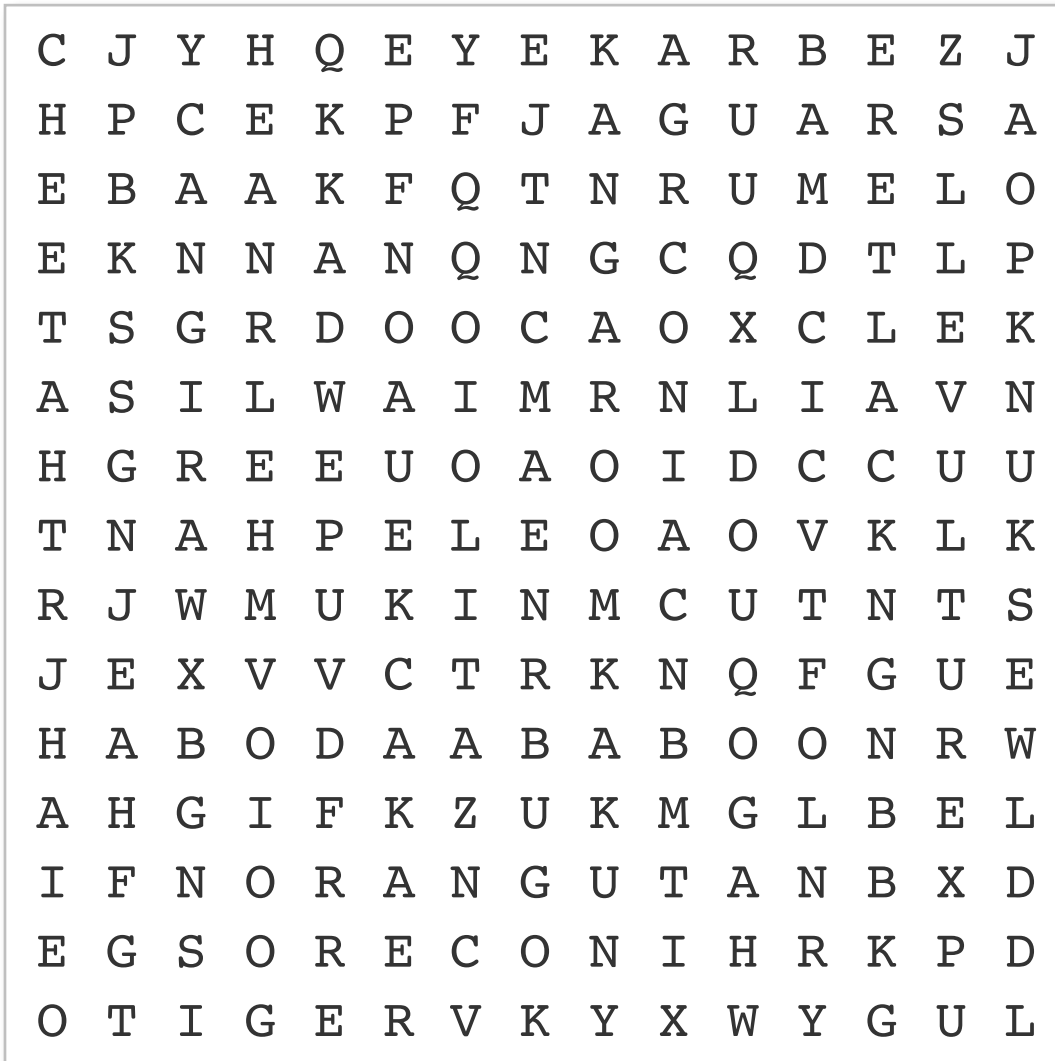 C J Y H Q E Y E K A R B E Z J
H P C E K P F J A G U A R S A
E B A A K F Q T N R U M E L O
E K N N A N Q N G C Q D T L P
T S G R D O O C A O X C L E K
A S I L W A I M R N L I A V N
H G R E E U O A O I D C C U U
T N A H P E L E O A O V K L K
R J W M U K I N M C U T N T S
J E X V V C T R K N Q F G U E
H A B O D A A B A B O O N R W
A H G I F K Z U K M G L B E L
I F N O R A N G U T A N B X D
E G S O R E C O N I H R K P D
O T I G E R V K Y X W Y G U L